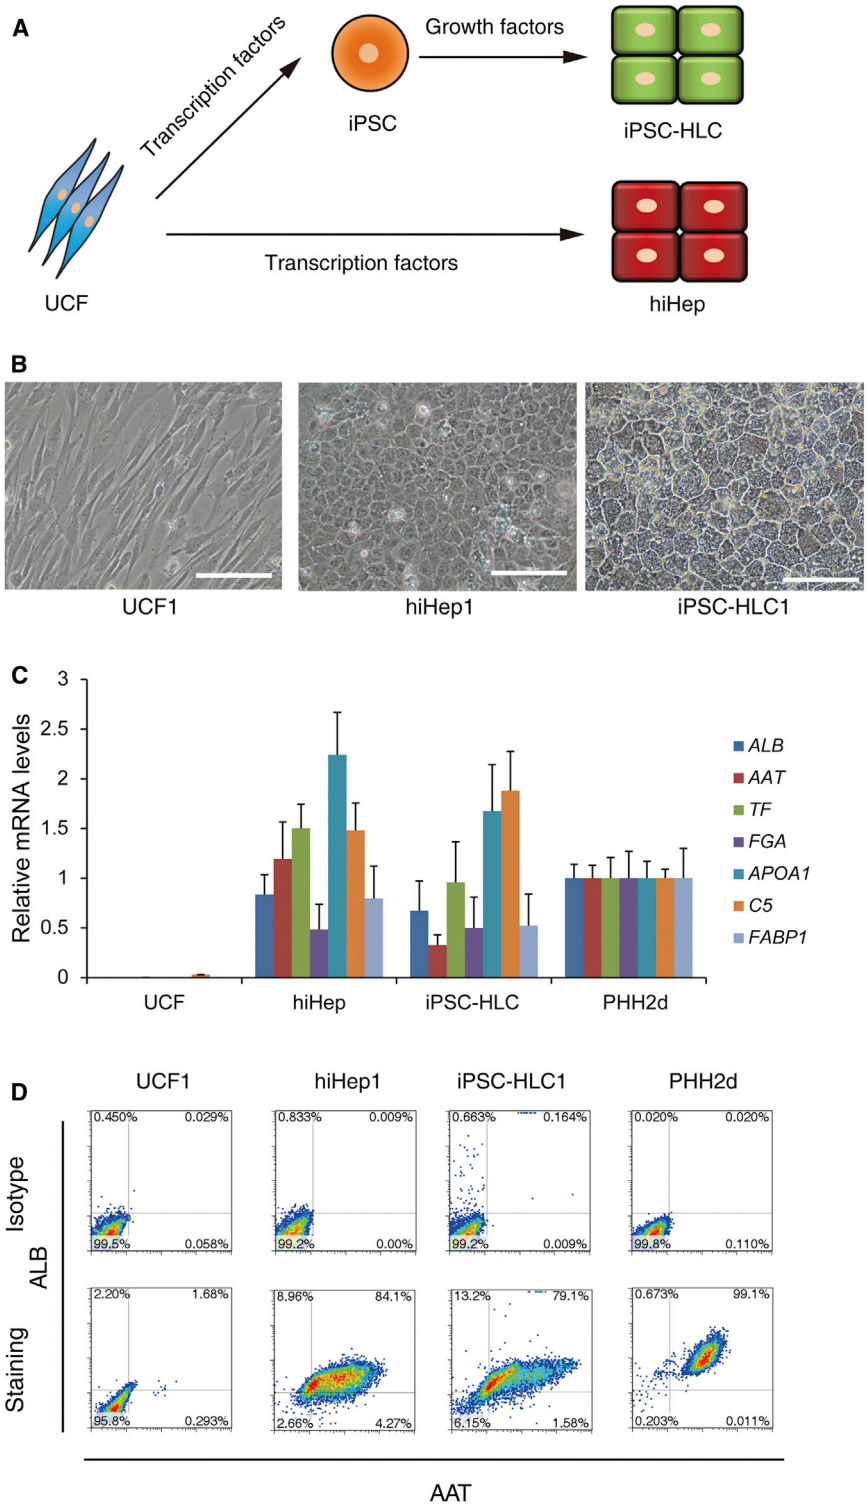 A
Transcription factors
iPSC
Growth factors
iPSC-HLC
UCF
Transcription factors
hiHep
B
UCF1
hiHep1
iPSC-HLC1
C
Relative mRNA levels
3
2.5
2
1.5
1
0.5
0
UCF
hiHep
iPSC-HLC
PHH2d
ALB
AAT
TF
FGA
APOA1
C5
FABP1
D
UCF1
hiHep1
iPSC-HLC1
PHH2d
ALB
Isotype
0.450% 0.029%
99.5% 0.058%
0.833% 0.009%
99.2% 0.00%
0.663% 0.164%
99.2% 0.009%
0.020% 0.020%
99.8% 0.110%
Staining
2.20% 1.68%
95.8% 0.293%
8.96% 84.1%
2.66% 4.27%
13.2% 79.1%
6.15% 1.58%
0.673% 99.1%
0.203% 0.011%
AAT